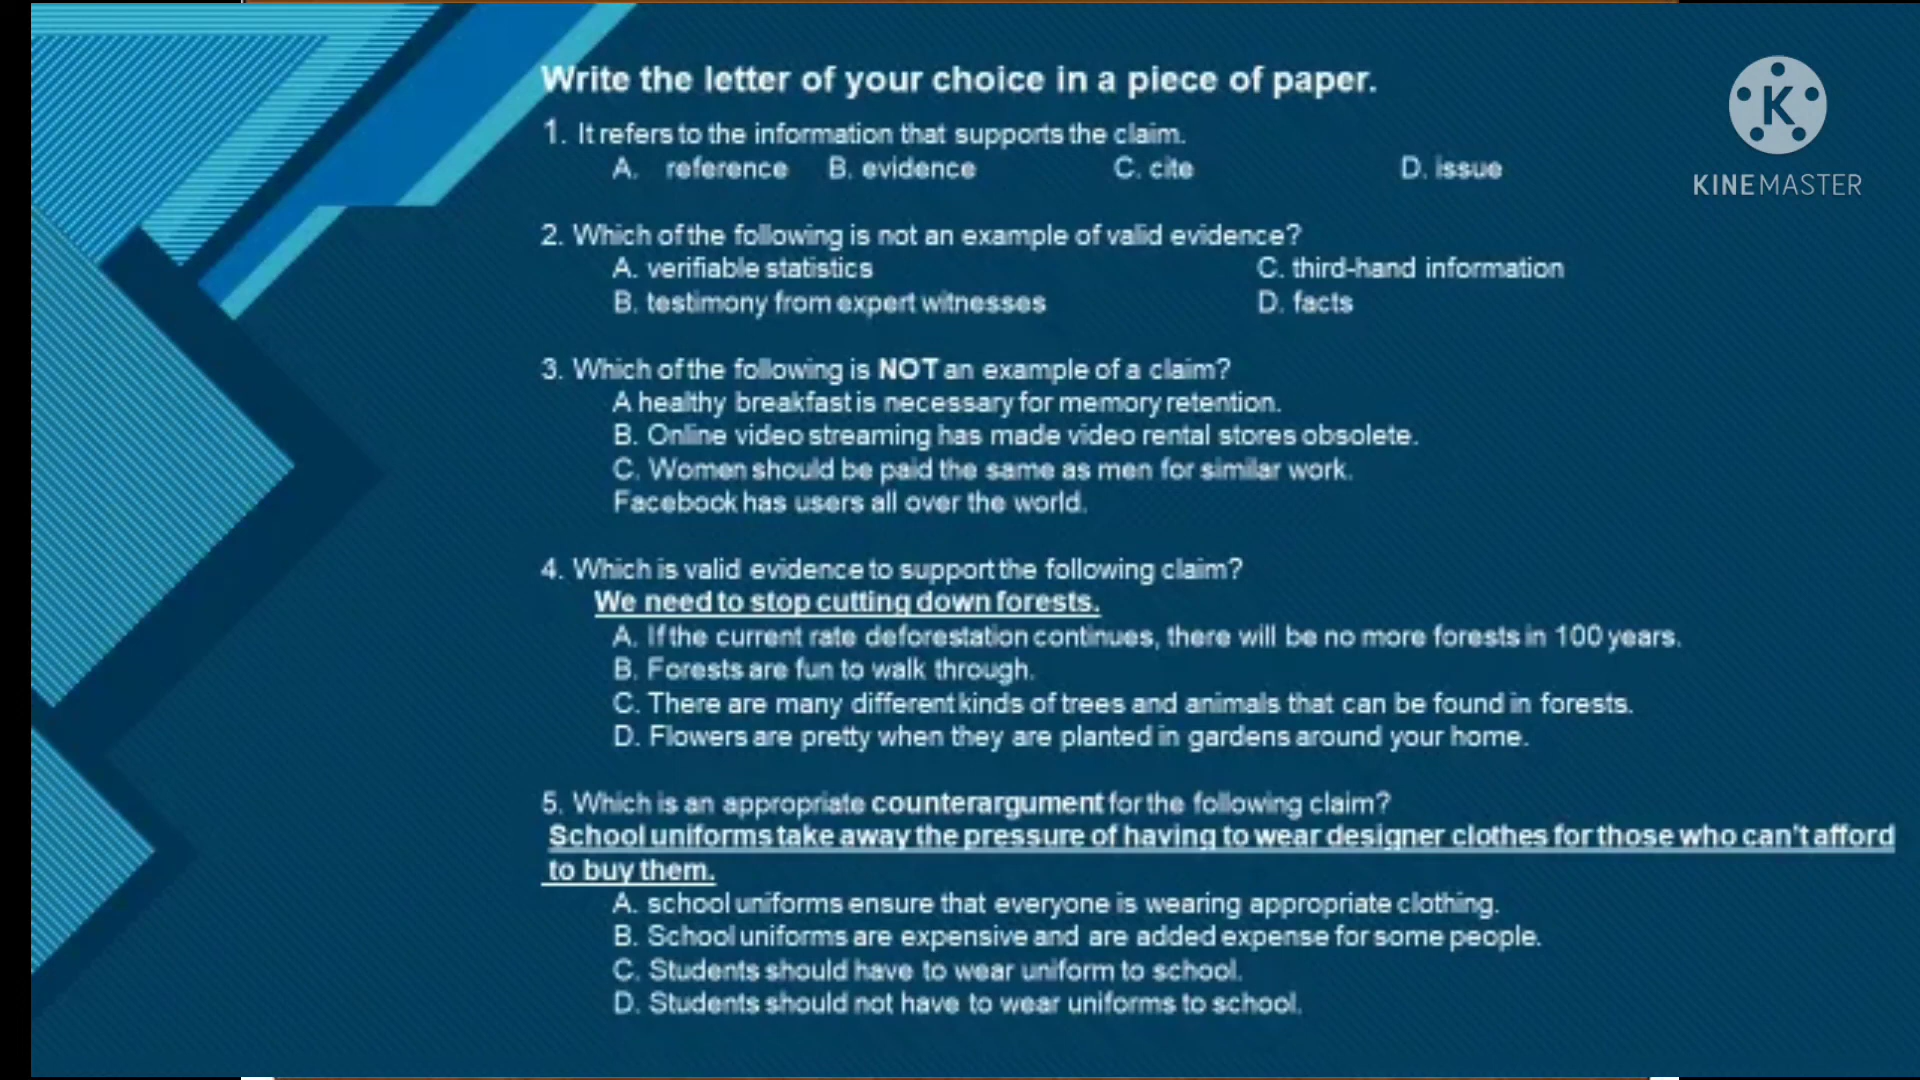 Write the letter of your choice in a piece of paper.
KINEMASTER
1. It refers to the information that supports the claim.
A. reference B. evidence C. cite D. issue
2. Which of the following is not an example of valid evidence?
A. verifiable statistics C. third-hand information
B. testimony from expert witnesses D. facts
3. Which of the following is NOT an example of a claim?
A healthy breakfast is necessary for memory retention.
B. Online video streaming has made video rental stores obsolete.
C. Women should be paid the same as men for similar work.
Facebook has users all over the world.
4. Which is valid evidence to support the following claim?
We need to stop cutting down forests.
A. If the current rate deforestation continues, there will be no more forests in 100 years.
B. Forests are fun to walk through.
C. There are many different kinds of trees and animals that can be found in forests.
D. Flowers are pretty when they are planted in gardens around your home.
5. Which is an appropriate counterargument for the following claim?
School uniforms take away the pressure of having to wear designer clothes for those who can't afford
to buy them.
A. school uniforms ensure that everyone is wearing appropriate clothing.
B. School uniforms are expensive and are added expense for some people.
C. Students should have to wear uniform to school.
D. Students should not have to wear uniforms to school.